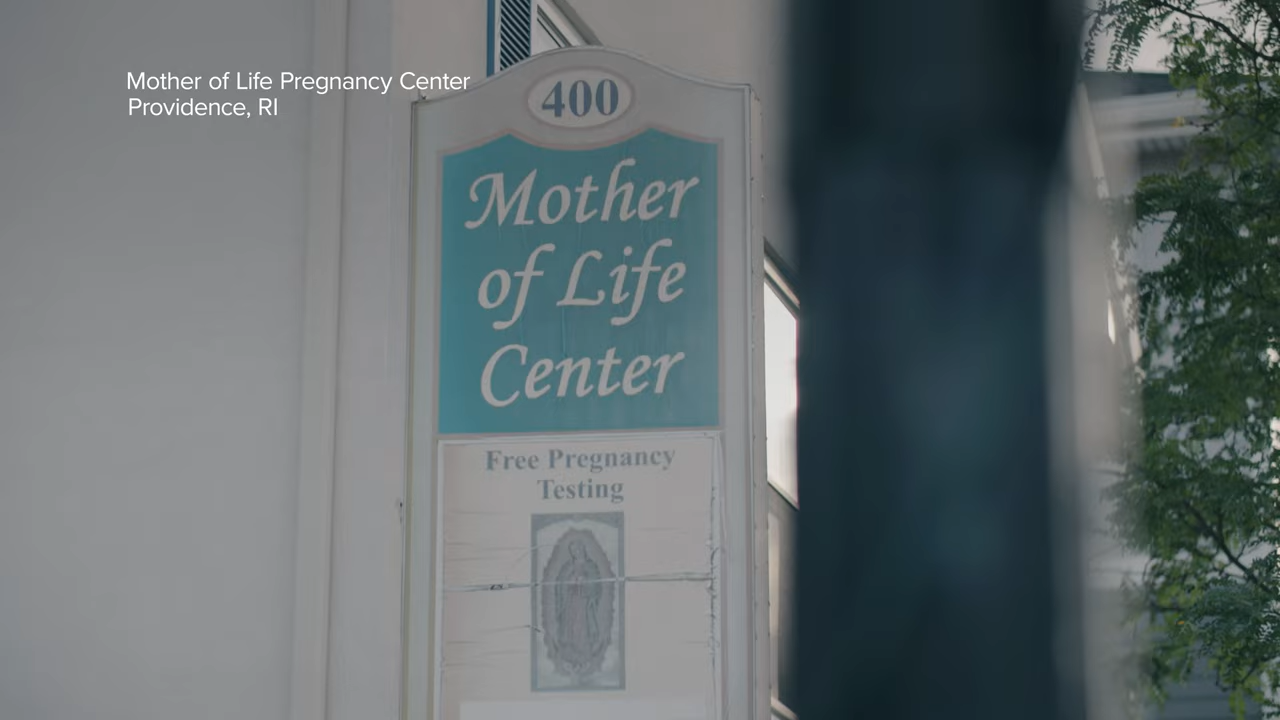 Mother of Life Pregnancy Center
Providence, RI
400
Mother
of Life
Center
Free Pregnancy
Testing